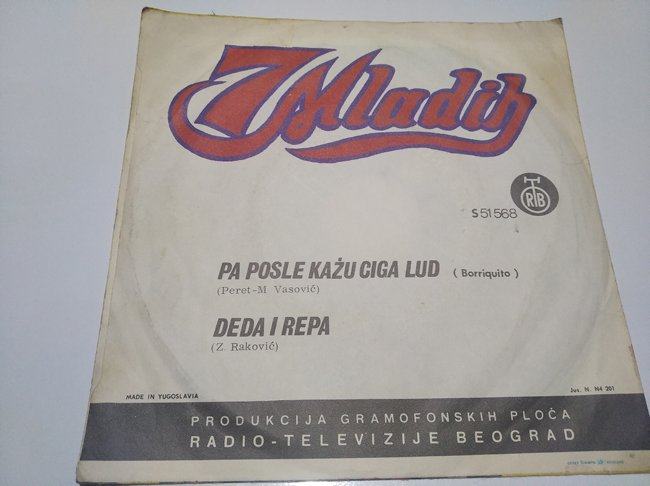 7 Mladih
RTB
S 51 568
PA POSLE KAŽU CIGA LUD ( Borriquito )
(Peret-M Vasović)
DEDA I REPA
(Z. Raković)
MADE IN YUGOSLAVIA
Jus. N. N4 201
PRODUKCIJA GRAMOFONSKIH PLOČA
RADIO-TELEVIZIJE BEOGRAD